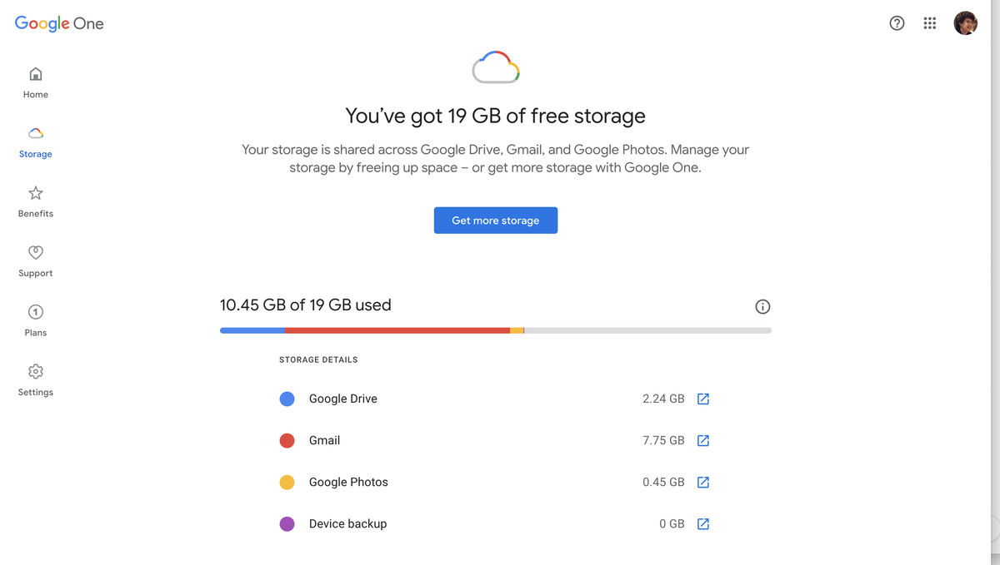 Google One
Home
Storage
Benefits
Support
1
Plans
Settings
You’ve got 19 GB of free storage
Your storage is shared across Google Drive, Gmail, and Google Photos. Manage your
storage by freeing up space – or get more storage with Google One.
Get more storage
10.45 GB of 19 GB used
STORAGE DETAILS
Google Drive 2.24 GB
Gmail 7.75 GB
Google Photos 0.45 GB
Device backup 0 GB